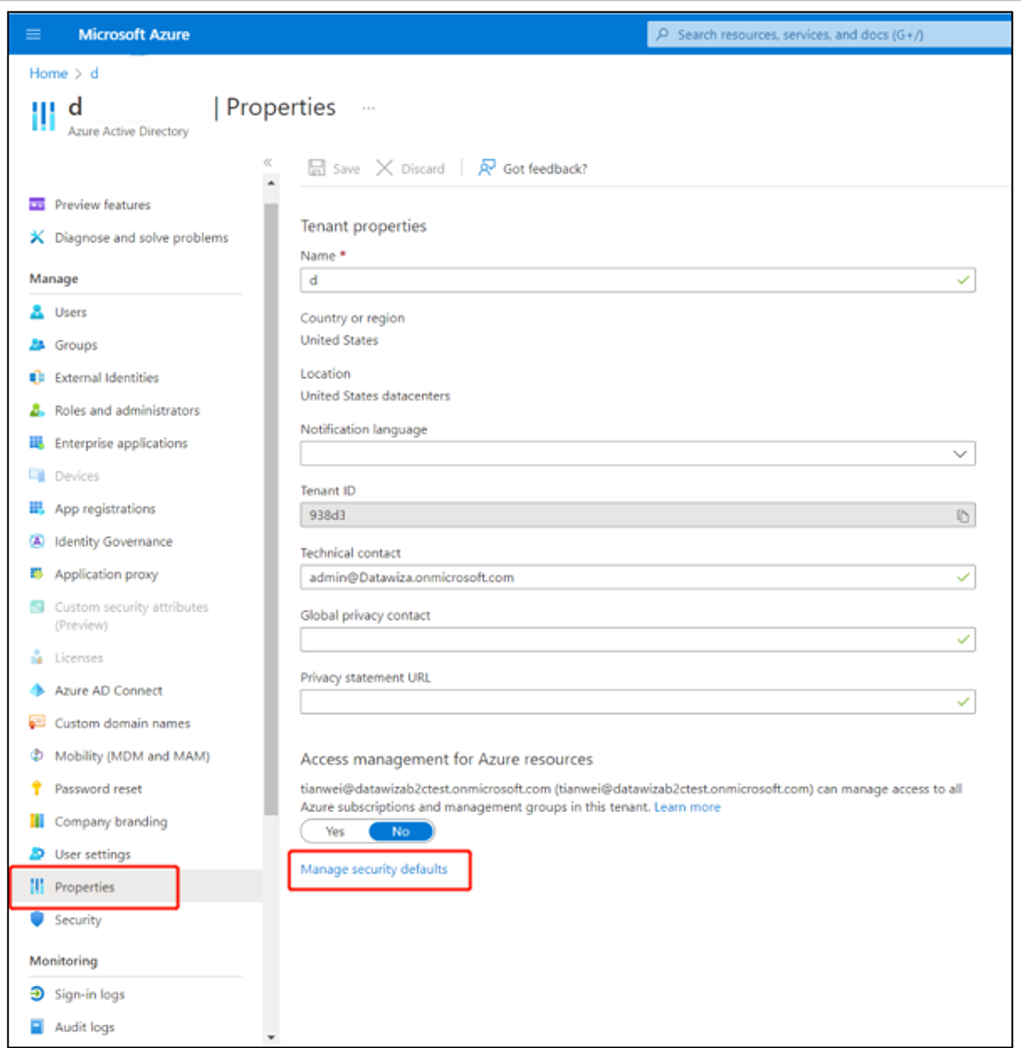 Microsoft Azure
Search resources, services, and docs (G+/)
Home > d
d | Properties ...
Azure Active Directory
«
Save
Discard
Got feedback?
Preview features
Diagnose and solve problems
Manage
Users
Groups
External Identities
Roles and administrators
Enterprise applications
Devices
App registrations
Identity Governance
Application proxy
Custom security attributes
(Preview)
Licenses
Azure AD Connect
Custom domain names
Mobility (MDM and MAM)
Password reset
Company branding
User settings
Properties
Security
Monitoring
Sign-in logs
Audit logs
Tenant properties
Name *
d
Country or region
United States
Location
United States datacenters
Notification language
Tenant ID
938d3
Technical contact
admin@Datawiza.onmicrosoft.com
Global privacy contact
Privacy statement URL
Access management for Azure resources
tianwei@datawizab2ctest.onmicrosoft.com (tianwei@datawizab2ctest.onmicrosoft.com) can manage access to all
Azure subscriptions and management groups in this tenant. Learn more
Yes No
Manage security defaults